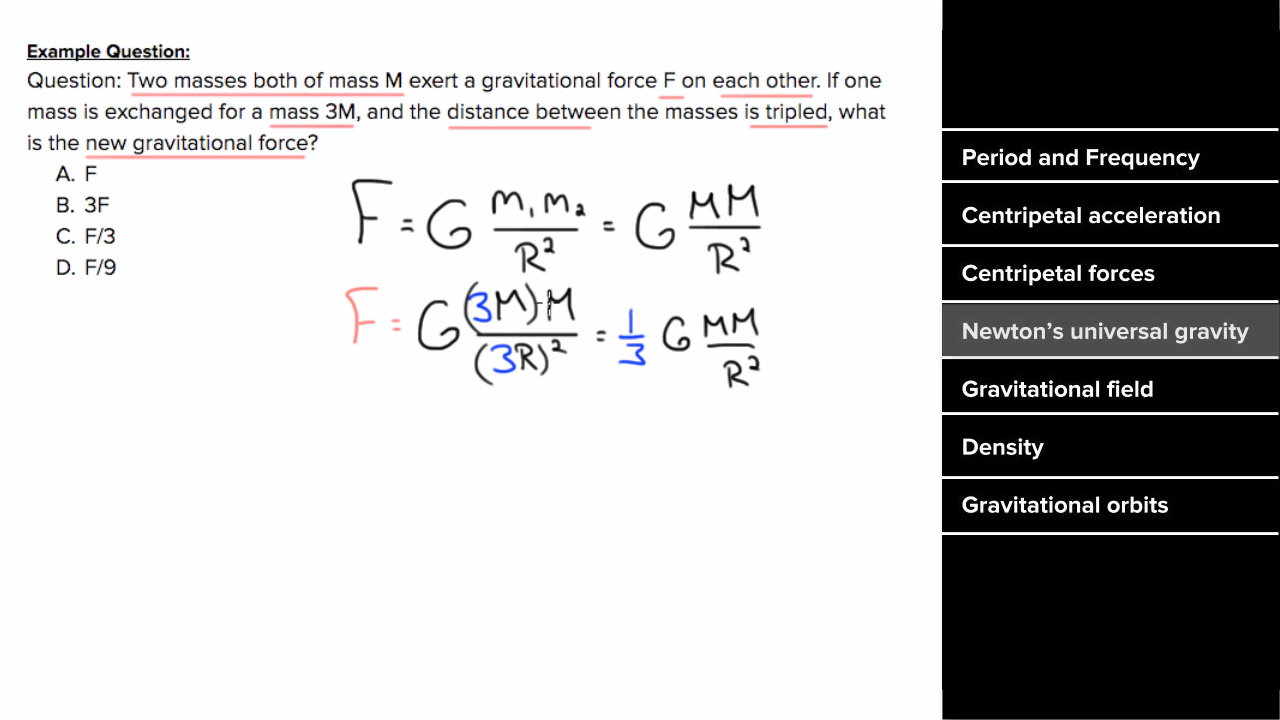 Example Question:
Question: Two masses both of mass M exert a gravitational force F on each other. If one
mass is exchanged for a mass 3M, and the distance between the masses is tripled, what
is the new gravitational force?
A. F
B. 3F
C. F/3
D. F/9
F = G m₁m₂/R² = G MM/R²
F = G (3M)·M/(3R)² = 1/3 G MM/R²
Period and Frequency
Centripetal acceleration
Centripetal forces
Newton’s universal gravity
Gravitational field
Density
Gravitational orbits